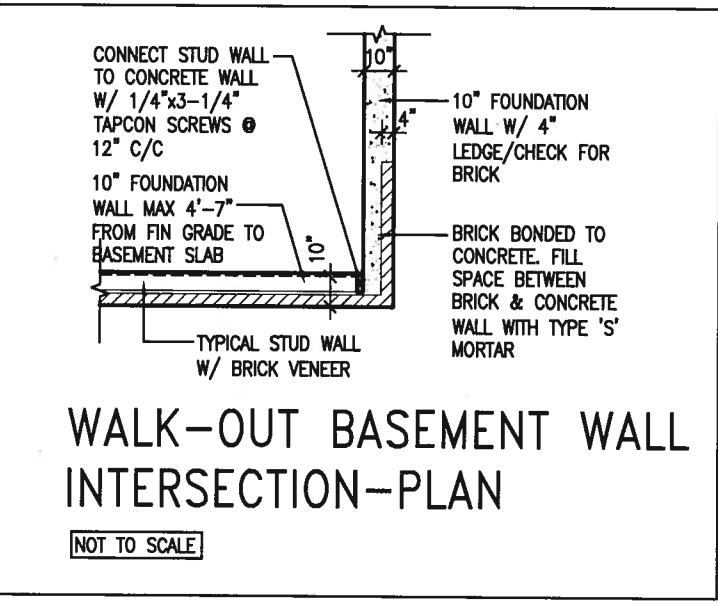 CONNECT STUD WALL
TO CONCRETE WALL
W/ 1/4"x3-1/4"
TAPCON SCREWS @
12" C/C
10" FOUNDATION
WALL MAX 4'-7"
FROM FIN GRADE TO
BASEMENT SLAB
10"
10"
4"
10" FOUNDATION
WALL W/ 4"
LEDGE/CHECK FOR
BRICK
BRICK BONDED TO
CONCRETE. FILL
SPACE BETWEEN
BRICK & CONCRETE
WALL WITH TYPE 'S'
MORTAR
TYPICAL STUD WALL
W/ BRICK VENEER
WALK-OUT BASEMENT WALL
INTERSECTION-PLAN
NOT TO SCALE